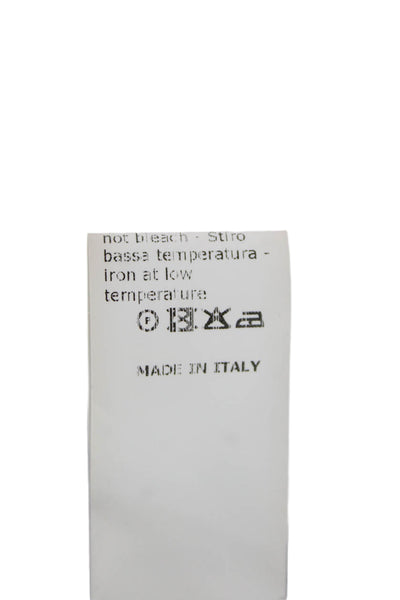 not bleach - Stiro
bassa temperatura -
iron at low
temperature
P
MADE IN ITALY